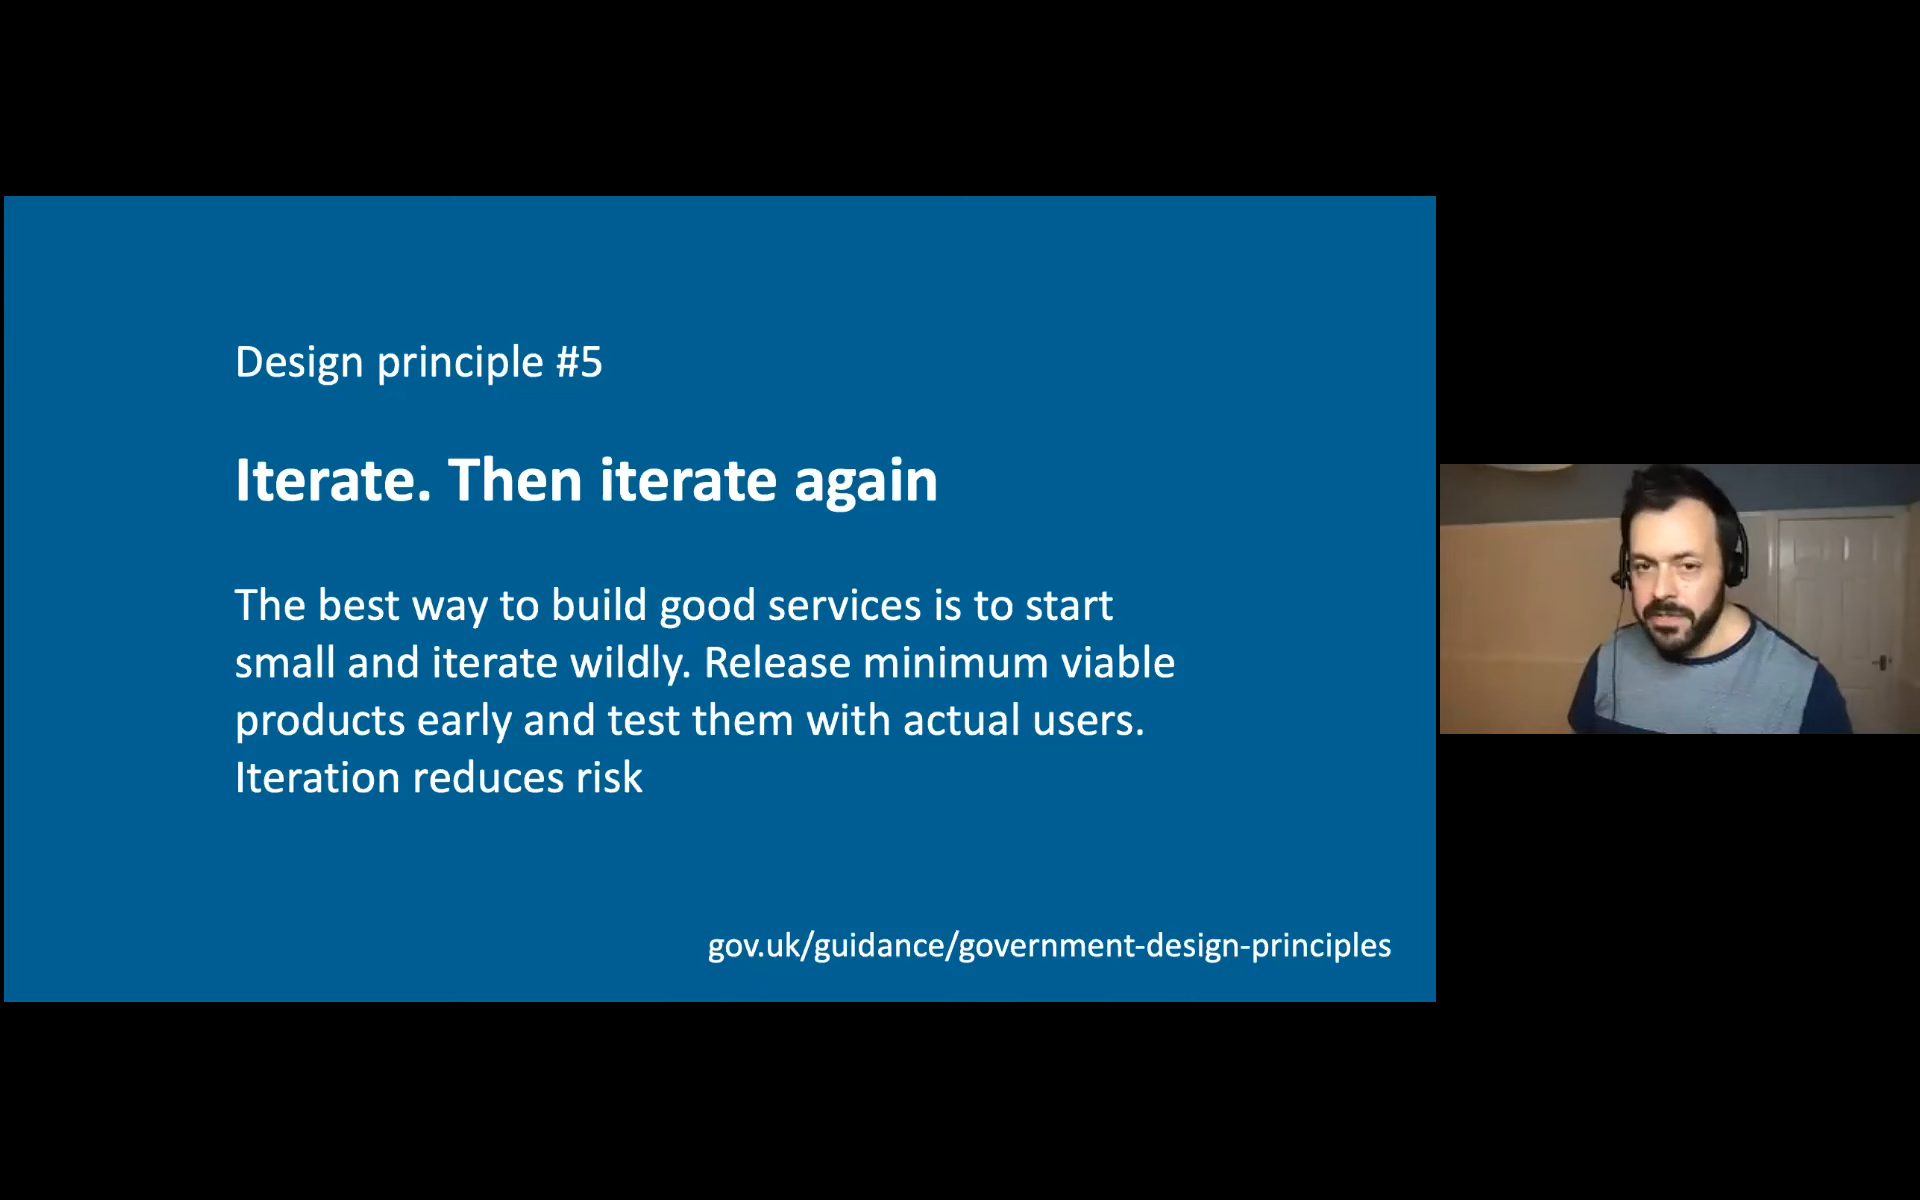 Design principle #5
Iterate. Then iterate again
The best way to build good services is to start
small and iterate wildly. Release minimum viable
products early and test them with actual users.
Iteration reduces risk
gov.uk/guidance/government-design-principles